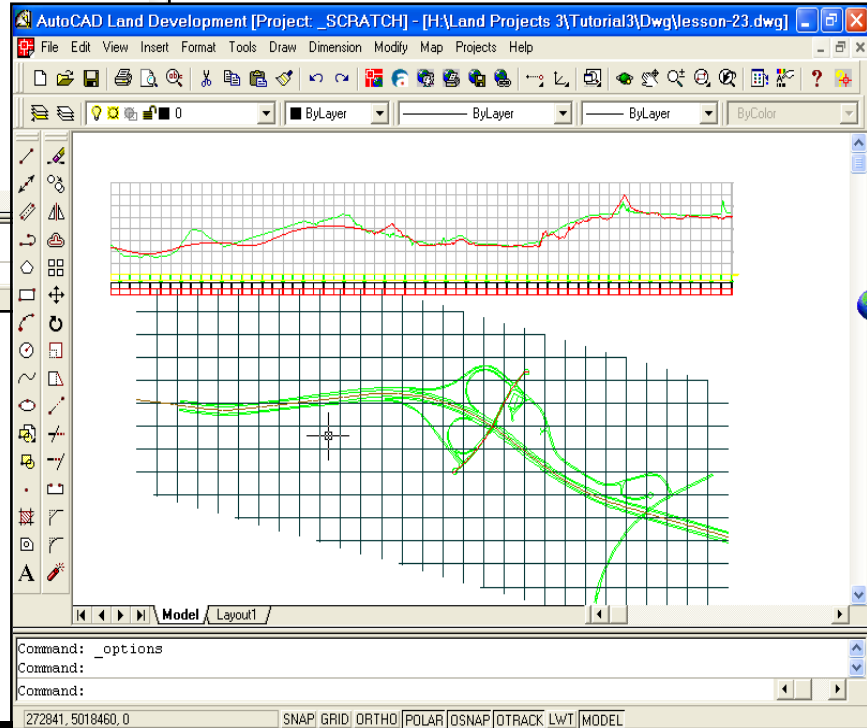 AutoCAD Land Development [Project: _SCRATCH] - [H:\Land Projects 3\Tutorial3\Dwg\lesson-23.dwg]
File Edit View Insert Format Tools Draw Dimension Modify Map Projects Help
0 ByLayer ByLayer ByLayer ByColor
A
Model Layout1
Command: _options
Command:
Command:
272841, 5018460, 0 SNAP GRID ORTHO POLAR OSNAP OTRACK LWT MODEL